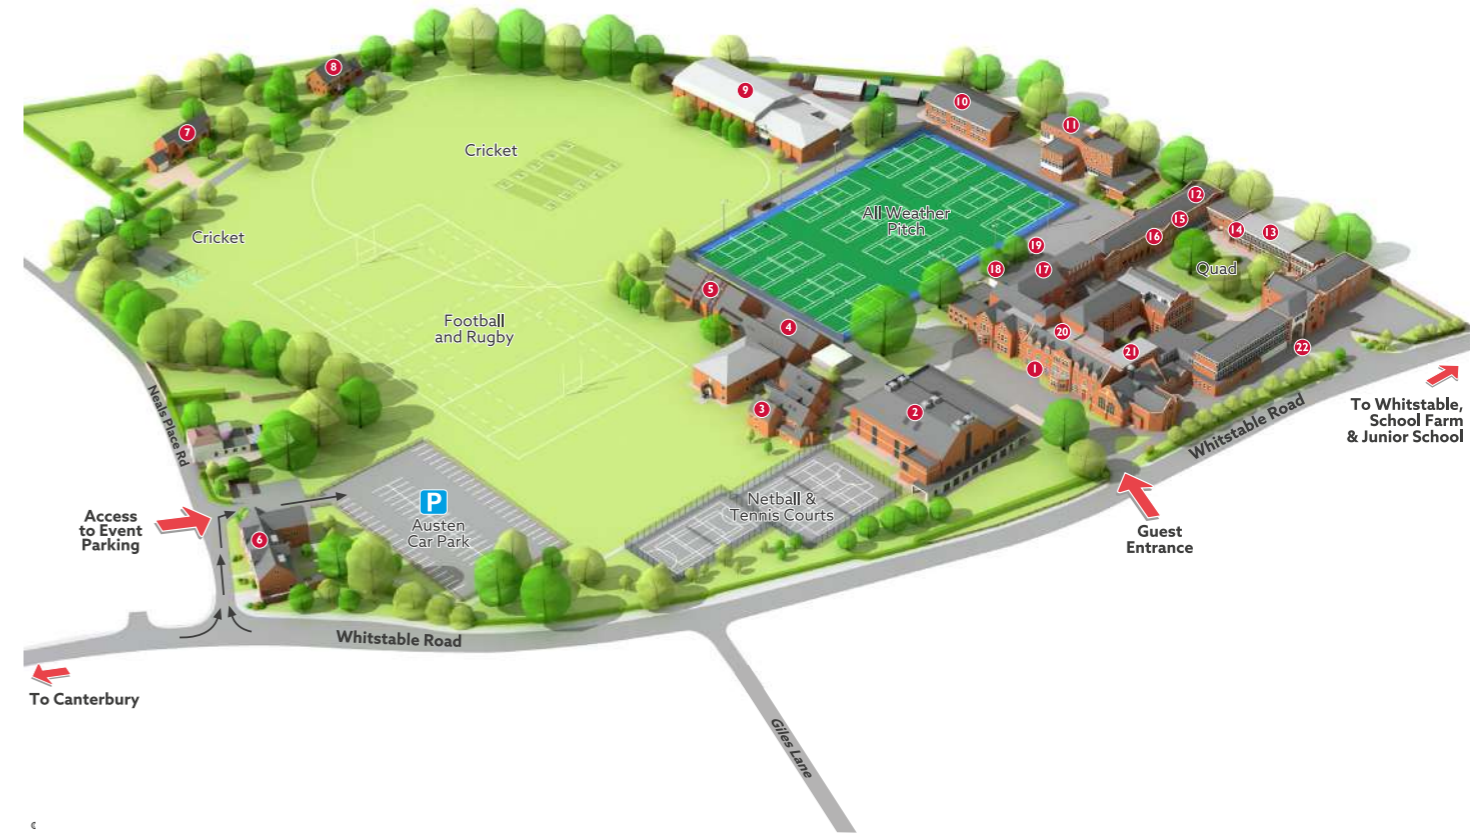 8
9
7
10
11
Cricket
12
All Weather
Pitch
15
14
13
16
Cricket
19
18
17
Quad
5
Football
and Rugby
4
20
21
22
1
Neals Place Rd
3
2
To Whitstable,
School Farm
& Junior School
Whitstable Road
P
Austen
Car Park
Netball &
Tennis Courts
Access
to Event
Parking
6
Guest
Entrance
Whitstable Road
To Canterbury
Giles Lane